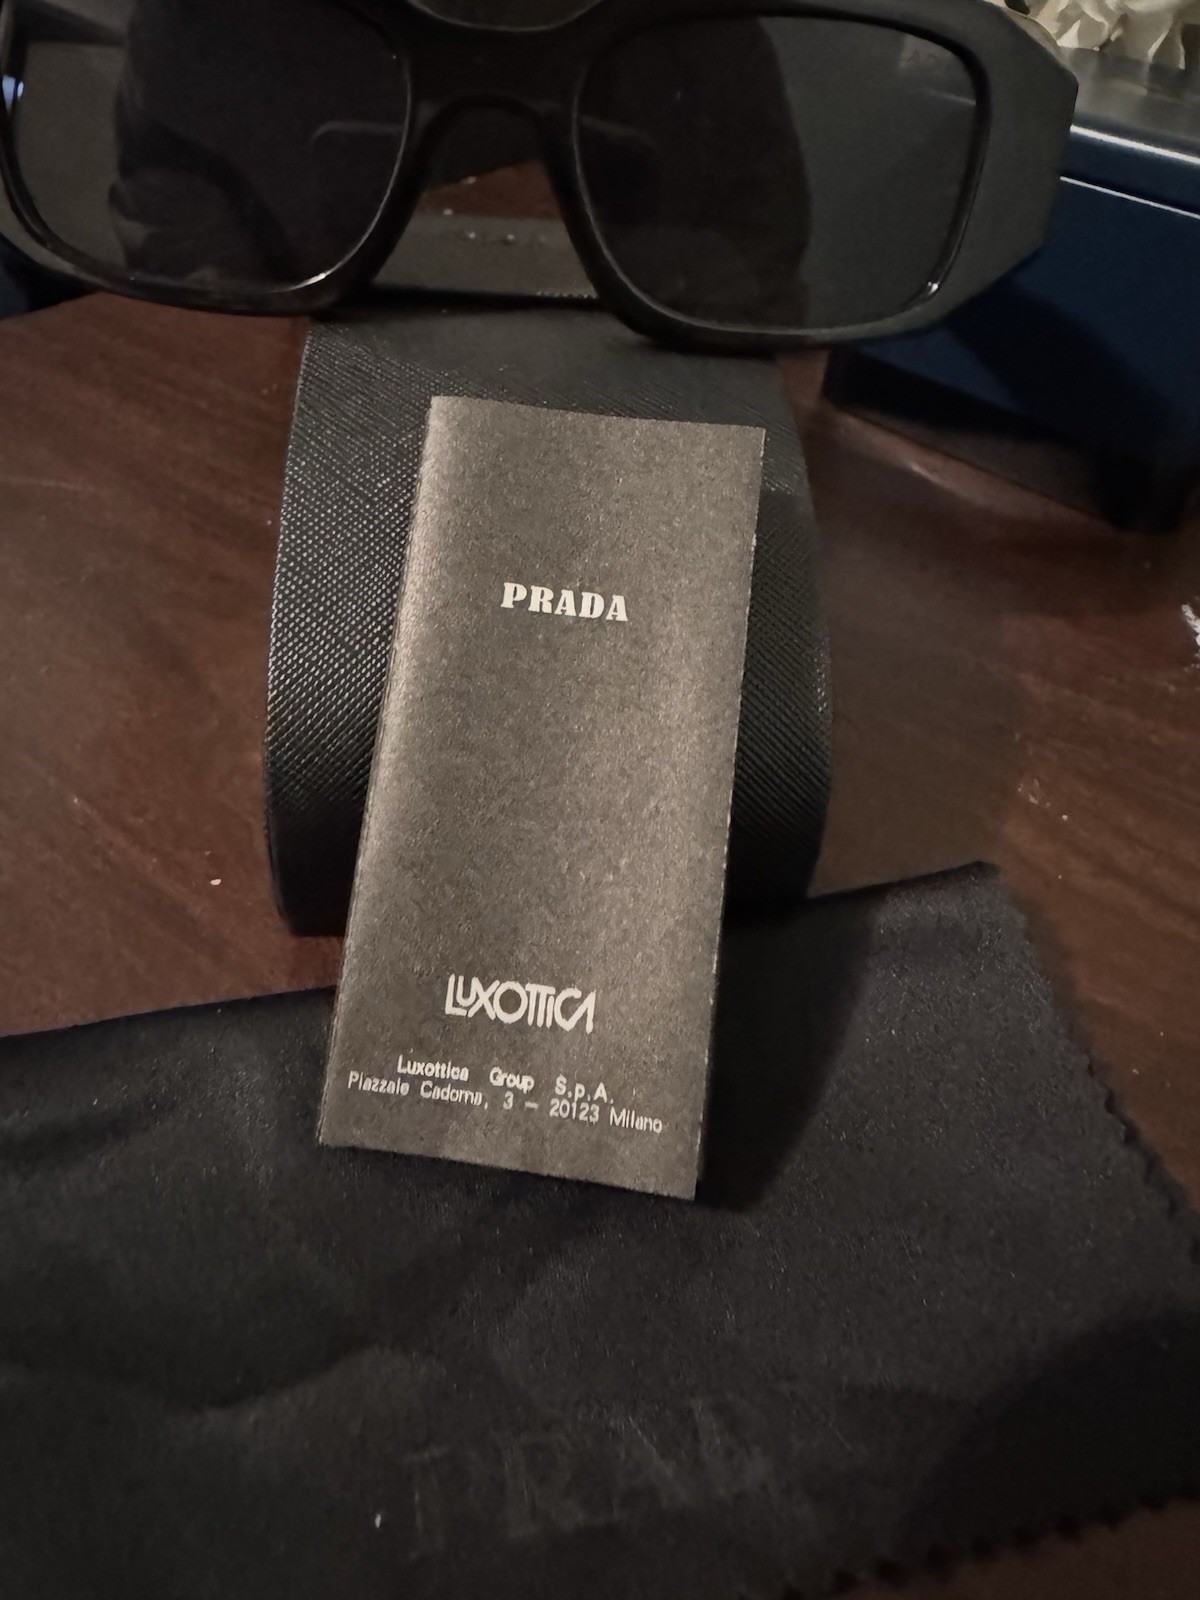 PRADA
LUXOTTICA
Luxottica Group S.p.A.
Piazzale Cadorna, 3 – 20123 Milano